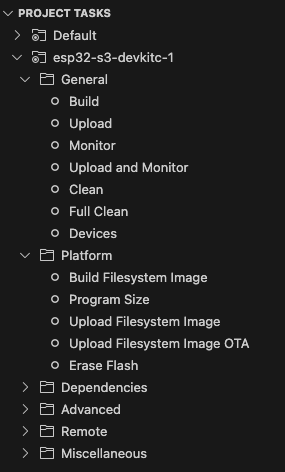 PROJECT TASKS
Default
esp32-s3-devkitc-1
General
Build
Upload
Monitor
Upload and Monitor
Clean
Full Clean
Devices
Platform
Build Filesystem Image
Program Size
Upload Filesystem Image
Upload Filesystem Image OTA
Erase Flash
Dependencies
Advanced
Remote
Miscellaneous